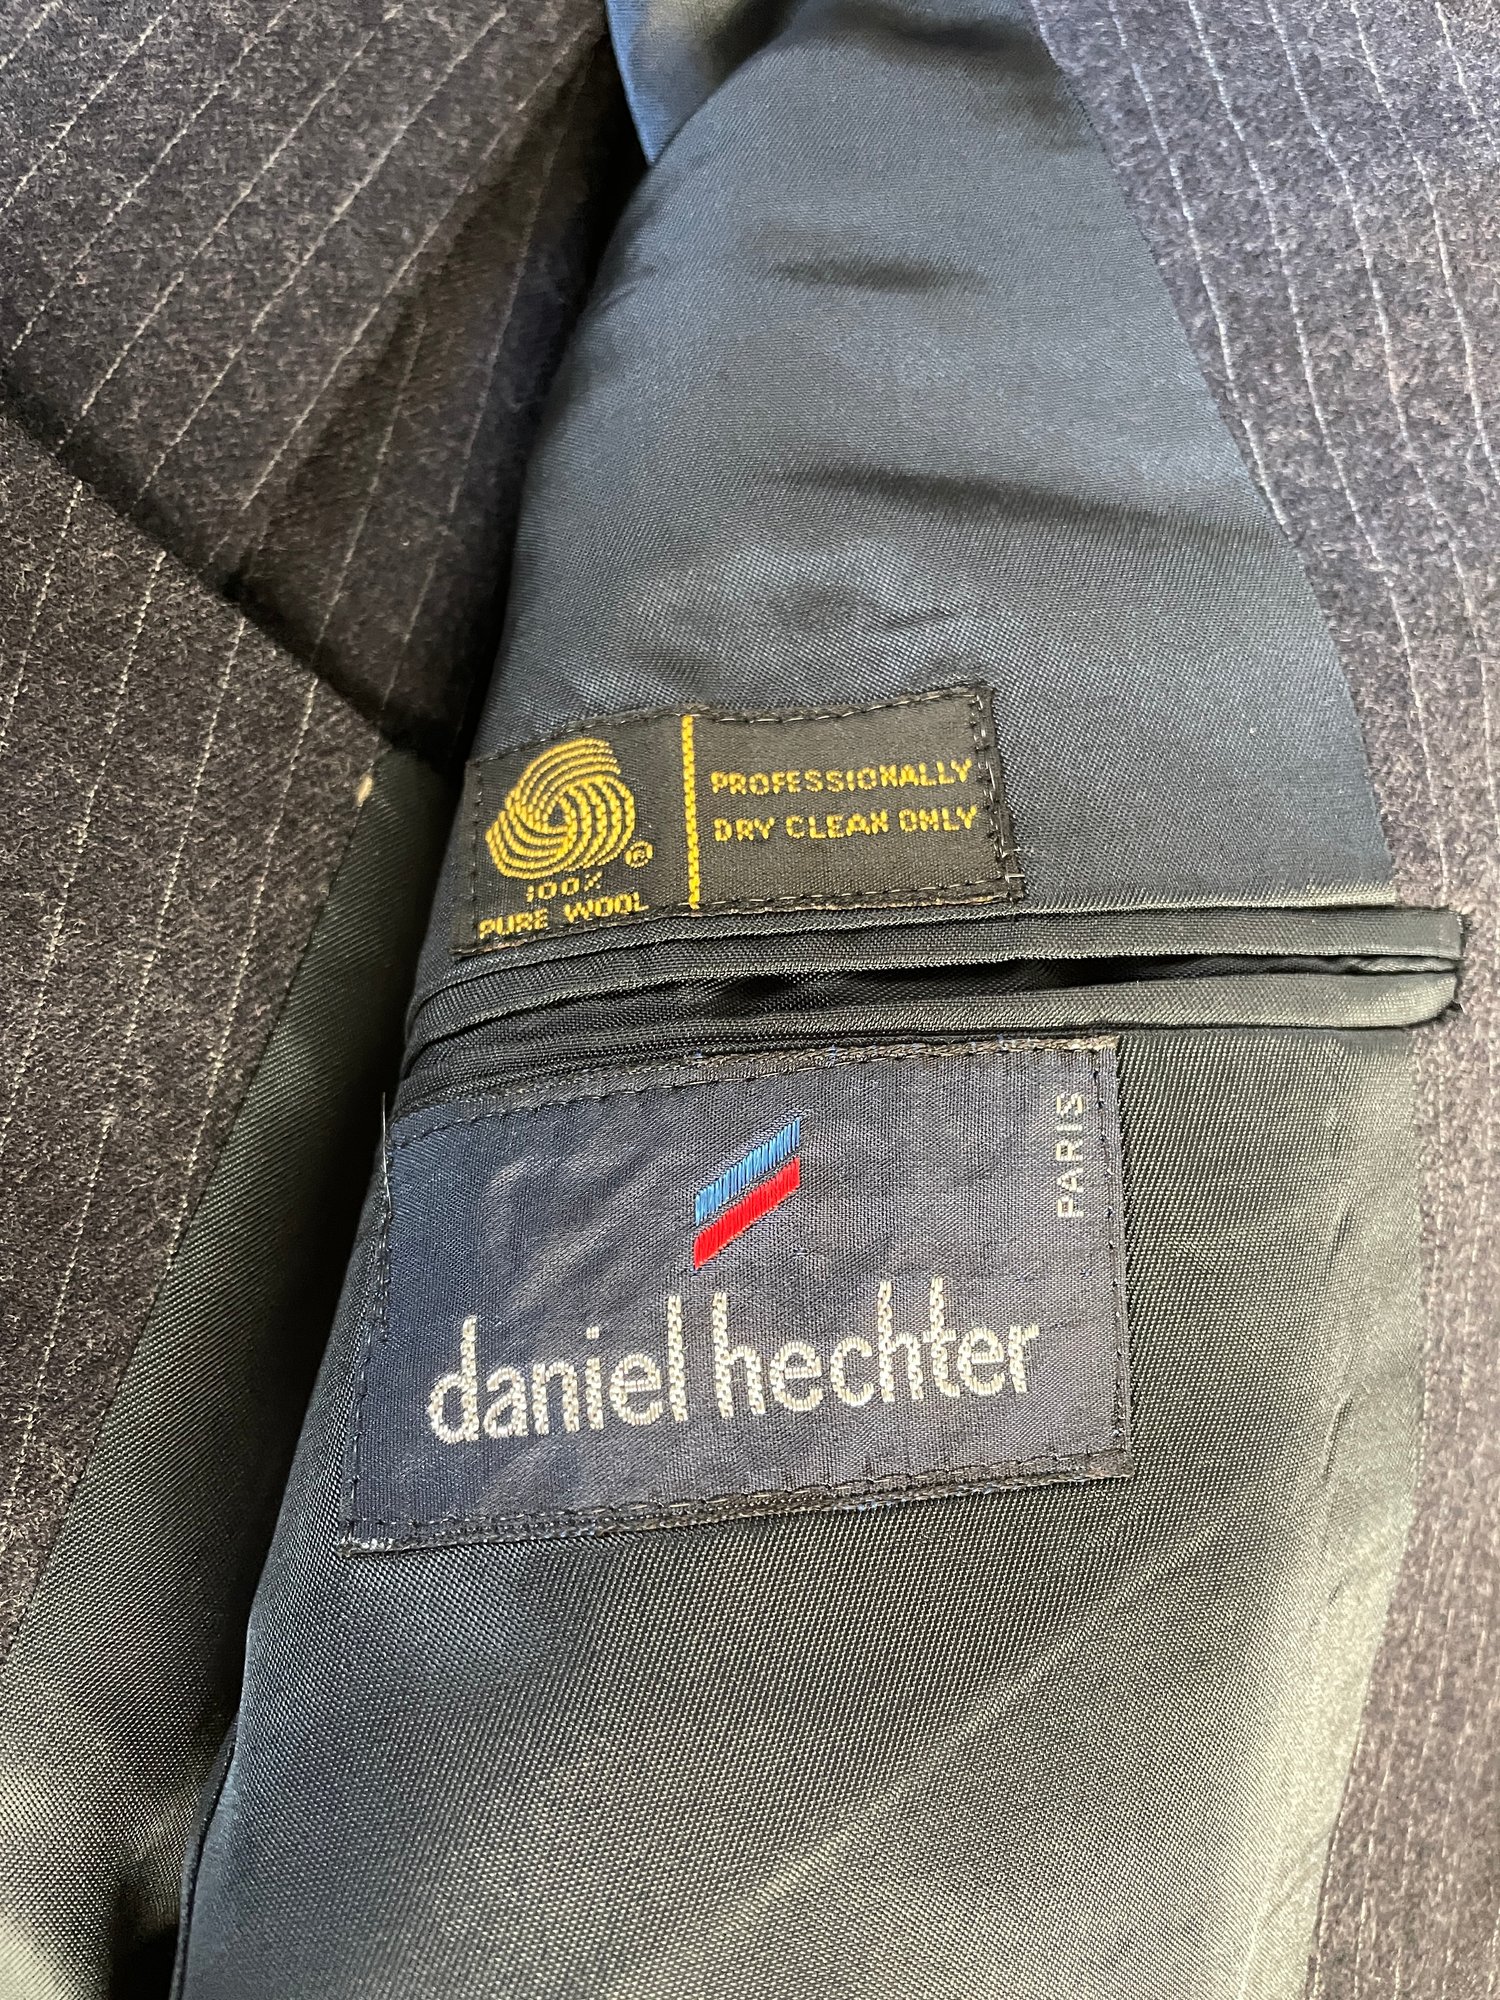 PROFESSIONALLY
DRY CLEAN ONLY
®
100%
PURE WOOL
PARIS
daniel hechter